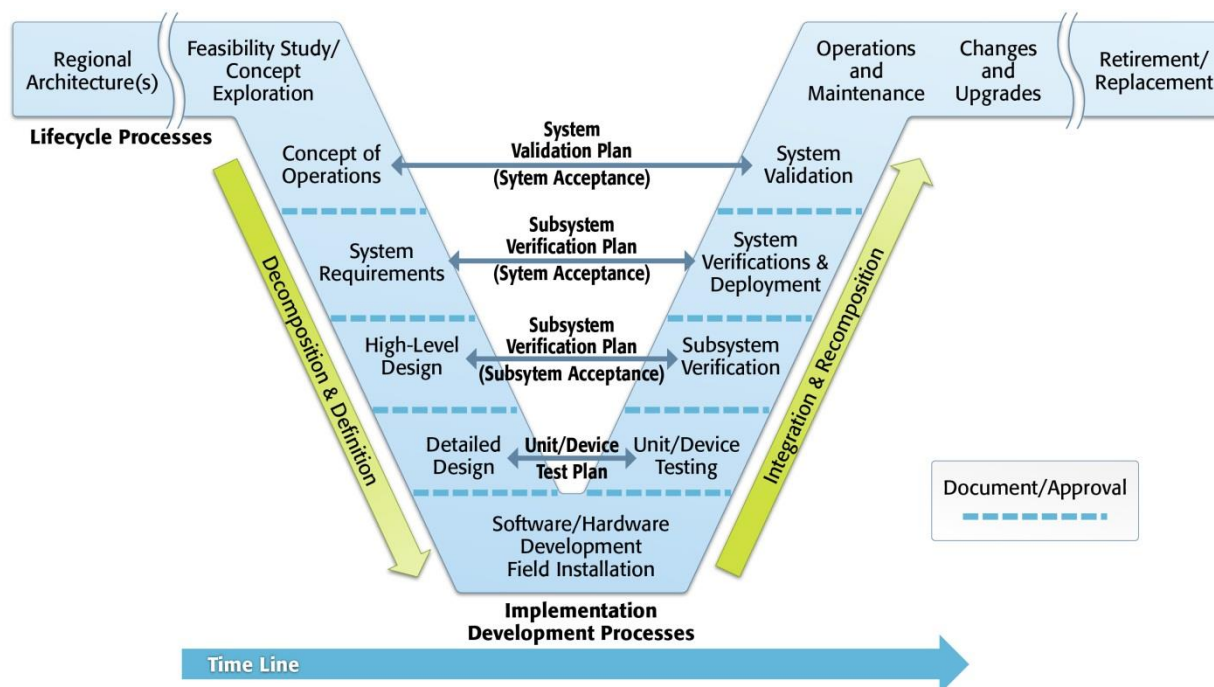 Regional
Architecture(s)
Feasibility Study/
Concept
Exploration
Operations
and
Maintenance
Changes
and
Upgrades
Retirement/
Replacement
Lifecycle Processes
Concept of
Operations
System
Validation Plan
(Sytem Acceptance)
System
Validation
System
Requirements
Subsystem
Verification Plan
(Sytem Acceptance)
System
Verifications &
Deployment
High-Level
Design
Subsystem
Verification Plan
(Subsytem Acceptance)
Subsystem
Verification
Detailed
Design
Unit/Device
Test Plan
Unit/Device
Testing
Software/Hardware
Development
Field Installation
Decomposition & Definition
Integration & Recomposition
Document/Approval
Implementation
Development Processes
Time Line